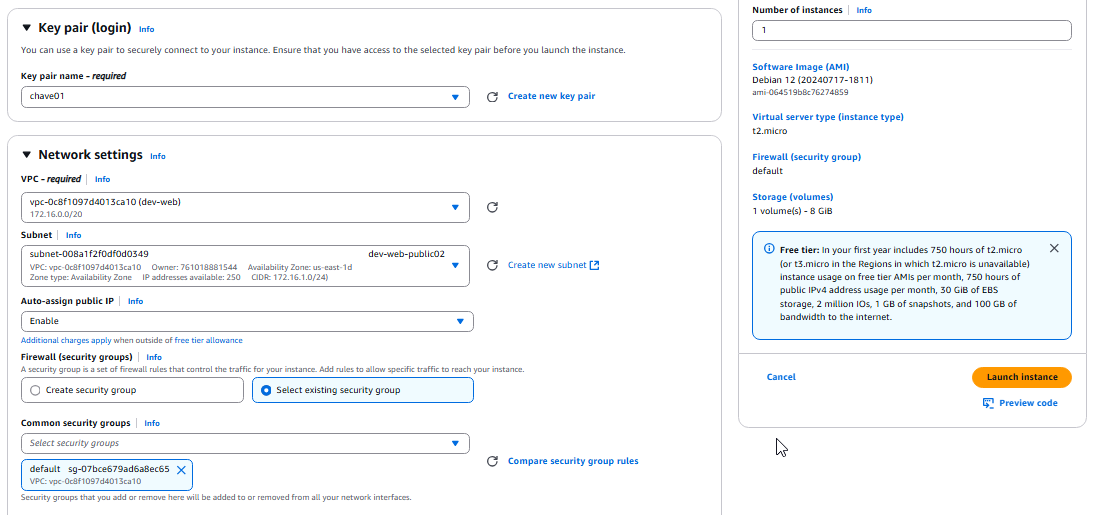 Key pair (login) Info
You can use a key pair to securely connect to your instance. Ensure that you have access to the selected key pair before you launch the instance.
Key pair name - required
chave01
Create new key pair
Network settings Info
VPC - required Info
vpc-0c8f1097d4013ca10 (dev-web)
172.16.0.0/20
Subnet Info
subnet-008a1f2f0df0d0349 dev-web-public02
VPC: vpc-0c8f1097d4013ca10 Owner: 761018881544 Availability Zone: us-east-1d
Zone type: Availability Zone IP addresses available: 250 CIDR: 172.16.1.0/24)
Create new subnet
Auto-assign public IP Info
Enable
Additional charges apply when outside of free tier allowance
Firewall (security groups) Info
A security group is a set of firewall rules that control the traffic for your instance. Add rules to allow specific traffic to reach your instance.
Create security group
Select existing security group
Common security groups Info
Select security groups
default sg-07bce679ad6a8ec65
VPC: vpc-0c8f1097d4013ca10
Compare security group rules
Security groups that you add or remove here will be added to or removed from all your network interfaces.
Number of instances Info
1
Software Image (AMI)
Debian 12 (20240717-1811)
ami-064519b8c76274859
Virtual server type (instance type)
t2.micro
Firewall (security group)
default
Storage (volumes)
1 volume(s) - 8 GiB
Free tier: In your first year includes 750 hours of t2.micro
(or t3.micro in the Regions in which t2.micro is unavailable)
instance usage on free tier AMIs per month, 750 hours of
public IPv4 address usage per month, 30 GiB of EBS
storage, 2 million IOs, 1 GB of snapshots, and 100 GB of
bandwidth to the internet.
Cancel
Launch instance
Preview code